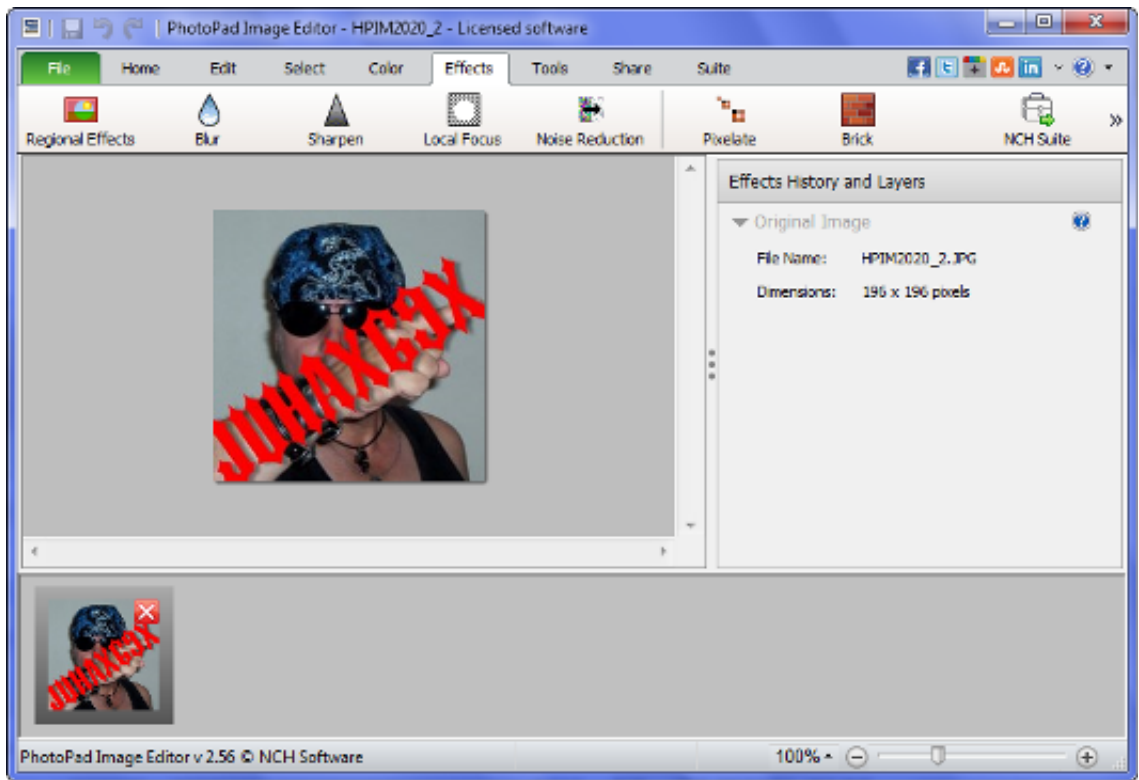 PhotoPad Image Editor - HPIM2020_2 - Licensed software
File Home Edit Select Color Effects Tools Share Suite
Regional Effects Blur Sharpen Local Focus Noise Reduction Pixelate Brick NCH Suite
Effects History and Layers
Original Image
File Name: HPIM2020_2.JPG
Dimensions: 196 x 196 pixels
JUHAXG9X
JUHAXG9X
PhotoPad Image Editor v 2.56 © NCH Software 100%